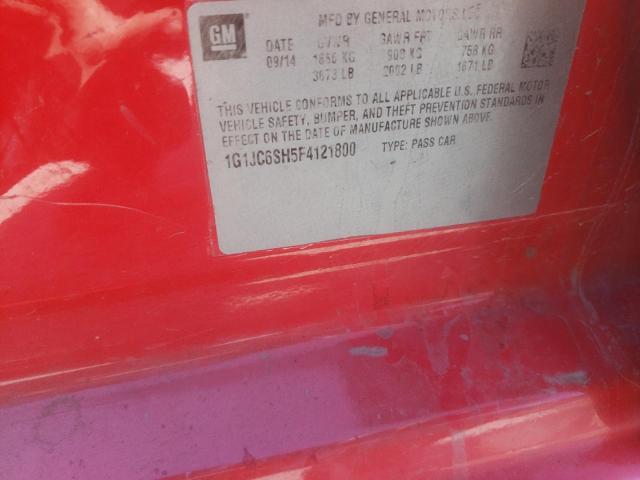 GM
MFD BY GENERAL MOTORS LLC
DATE GVWR GAWR FRT GAWR RR
09/14 1666 KG 908 KG 758 KG
3673 LB 2002 LB 1671 LB
THIS VEHICLE CONFORMS TO ALL APPLICABLE U.S. FEDERAL MOTOR
VEHICLE SAFETY, BUMPER, AND THEFT PREVENTION STANDARDS IN
EFFECT ON THE DATE OF MANUFACTURE SHOWN ABOVE.
1G1JC6SH5F4121800 TYPE: PASS CAR